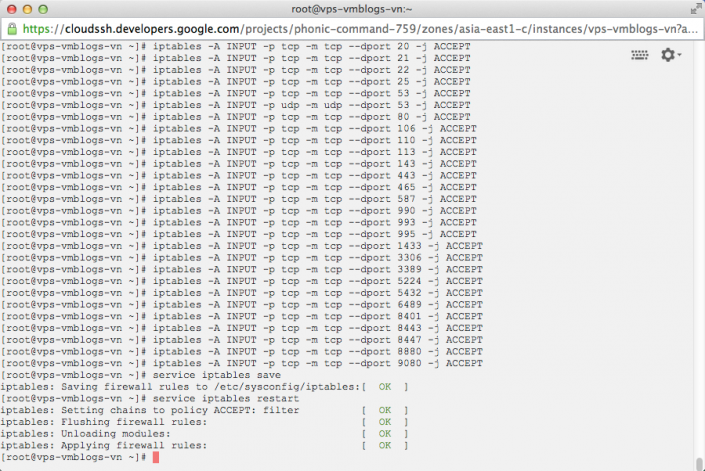 root@vps-vmblogs-vn:~
https://cloudssh.developers.google.com/projects/phonic-command-759/zones/asia-east1-c/instances/vps-vmblogs-vn?a...
[root@vps-vmblogs-vn ~]# iptables -A INPUT -p tcp -m tcp --dport 20 -j ACCEPT
[root@vps-vmblogs-vn ~]# iptables -A INPUT -p tcp -m tcp --dport 21 -j ACCEPT
[root@vps-vmblogs-vn ~]# iptables -A INPUT -p tcp -m tcp --dport 22 -j ACCEPT
[root@vps-vmblogs-vn ~]# iptables -A INPUT -p tcp -m tcp --dport 25 -j ACCEPT
[root@vps-vmblogs-vn ~]# iptables -A INPUT -p tcp -m tcp --dport 53 -j ACCEPT
[root@vps-vmblogs-vn ~]# iptables -A INPUT -p udp -m udp --dport 53 -j ACCEPT
[root@vps-vmblogs-vn ~]# iptables -A INPUT -p tcp -m tcp --dport 80 -j ACCEPT
[root@vps-vmblogs-vn ~]# iptables -A INPUT -p tcp -m tcp --dport 106 -j ACCEPT
[root@vps-vmblogs-vn ~]# iptables -A INPUT -p tcp -m tcp --dport 110 -j ACCEPT
[root@vps-vmblogs-vn ~]# iptables -A INPUT -p tcp -m tcp --dport 113 -j ACCEPT
[root@vps-vmblogs-vn ~]# iptables -A INPUT -p tcp -m tcp --dport 143 -j ACCEPT
[root@vps-vmblogs-vn ~]# iptables -A INPUT -p tcp -m tcp --dport 443 -j ACCEPT
[root@vps-vmblogs-vn ~]# iptables -A INPUT -p tcp -m tcp --dport 465 -j ACCEPT
[root@vps-vmblogs-vn ~]# iptables -A INPUT -p tcp -m tcp --dport 587 -j ACCEPT
[root@vps-vmblogs-vn ~]# iptables -A INPUT -p tcp -m tcp --dport 990 -j ACCEPT
[root@vps-vmblogs-vn ~]# iptables -A INPUT -p tcp -m tcp --dport 993 -j ACCEPT
[root@vps-vmblogs-vn ~]# iptables -A INPUT -p tcp -m tcp --dport 995 -j ACCEPT
[root@vps-vmblogs-vn ~]# iptables -A INPUT -p tcp -m tcp --dport 1433 -j ACCEPT
[root@vps-vmblogs-vn ~]# iptables -A INPUT -p tcp -m tcp --dport 3306 -j ACCEPT
[root@vps-vmblogs-vn ~]# iptables -A INPUT -p tcp -m tcp --dport 3389 -j ACCEPT
[root@vps-vmblogs-vn ~]# iptables -A INPUT -p tcp -m tcp --dport 5224 -j ACCEPT
[root@vps-vmblogs-vn ~]# iptables -A INPUT -p tcp -m tcp --dport 5432 -j ACCEPT
[root@vps-vmblogs-vn ~]# iptables -A INPUT -p tcp -m tcp --dport 6489 -j ACCEPT
[root@vps-vmblogs-vn ~]# iptables -A INPUT -p tcp -m tcp --dport 8401 -j ACCEPT
[root@vps-vmblogs-vn ~]# iptables -A INPUT -p tcp -m tcp --dport 8443 -j ACCEPT
[root@vps-vmblogs-vn ~]# iptables -A INPUT -p tcp -m tcp --dport 8447 -j ACCEPT
[root@vps-vmblogs-vn ~]# iptables -A INPUT -p tcp -m tcp --dport 8880 -j ACCEPT
[root@vps-vmblogs-vn ~]# iptables -A INPUT -p tcp -m tcp --dport 9080 -j ACCEPT
[root@vps-vmblogs-vn ~]# service iptables save
iptables: Saving firewall rules to /etc/sysconfig/iptables:[  OK  ]
[root@vps-vmblogs-vn ~]# service iptables restart
iptables: Setting chains to policy ACCEPT: filter          [  OK  ]
iptables: Flushing firewall rules:                         [  OK  ]
iptables: Unloading modules:                               [  OK  ]
iptables: Applying firewall rules:                         [  OK  ]
[root@vps-vmblogs-vn ~]#